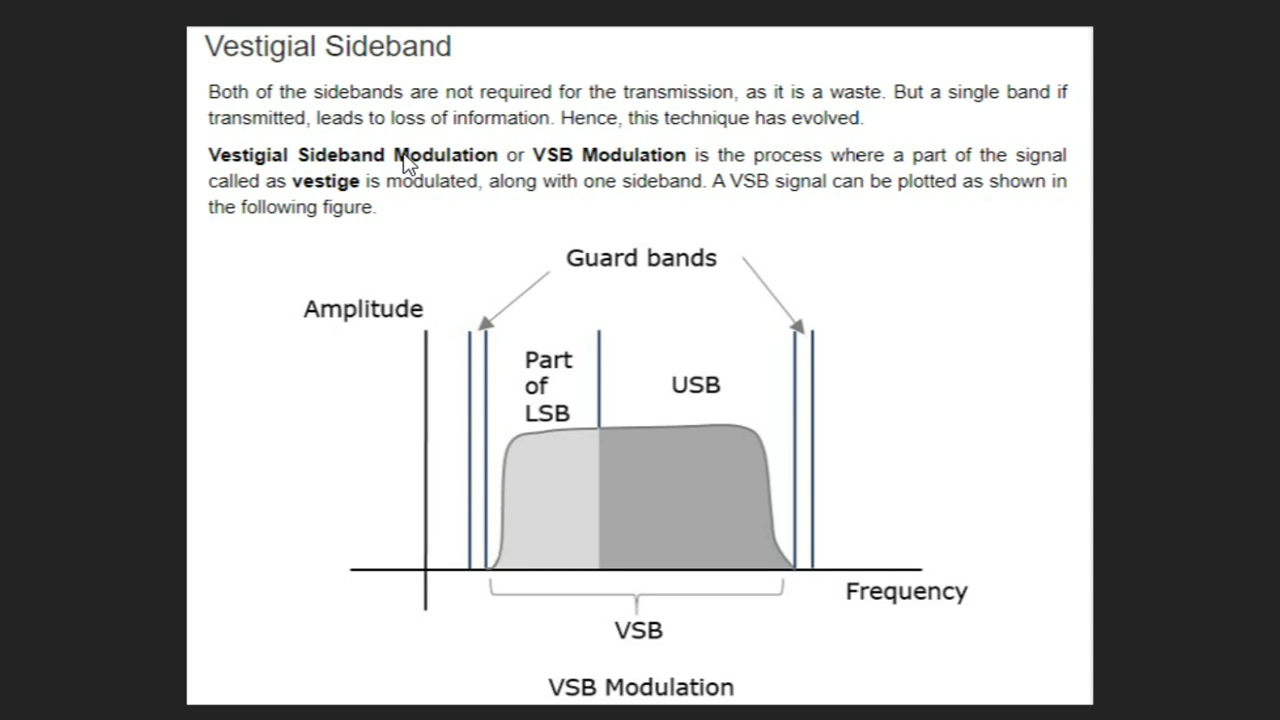 Vestigial Sideband
Both of the sidebands are not required for the transmission, as it is a waste. But a single band if
transmitted, leads to loss of information. Hence, this technique has evolved.
Vestigial Sideband Modulation or VSB Modulation is the process where a part of the signal
called as vestige is modulated, along with one sideband. A VSB signal can be plotted as shown in
the following figure.
Guard bands
Amplitude
Part
of
LSB
USB
Frequency
VSB
VSB Modulation